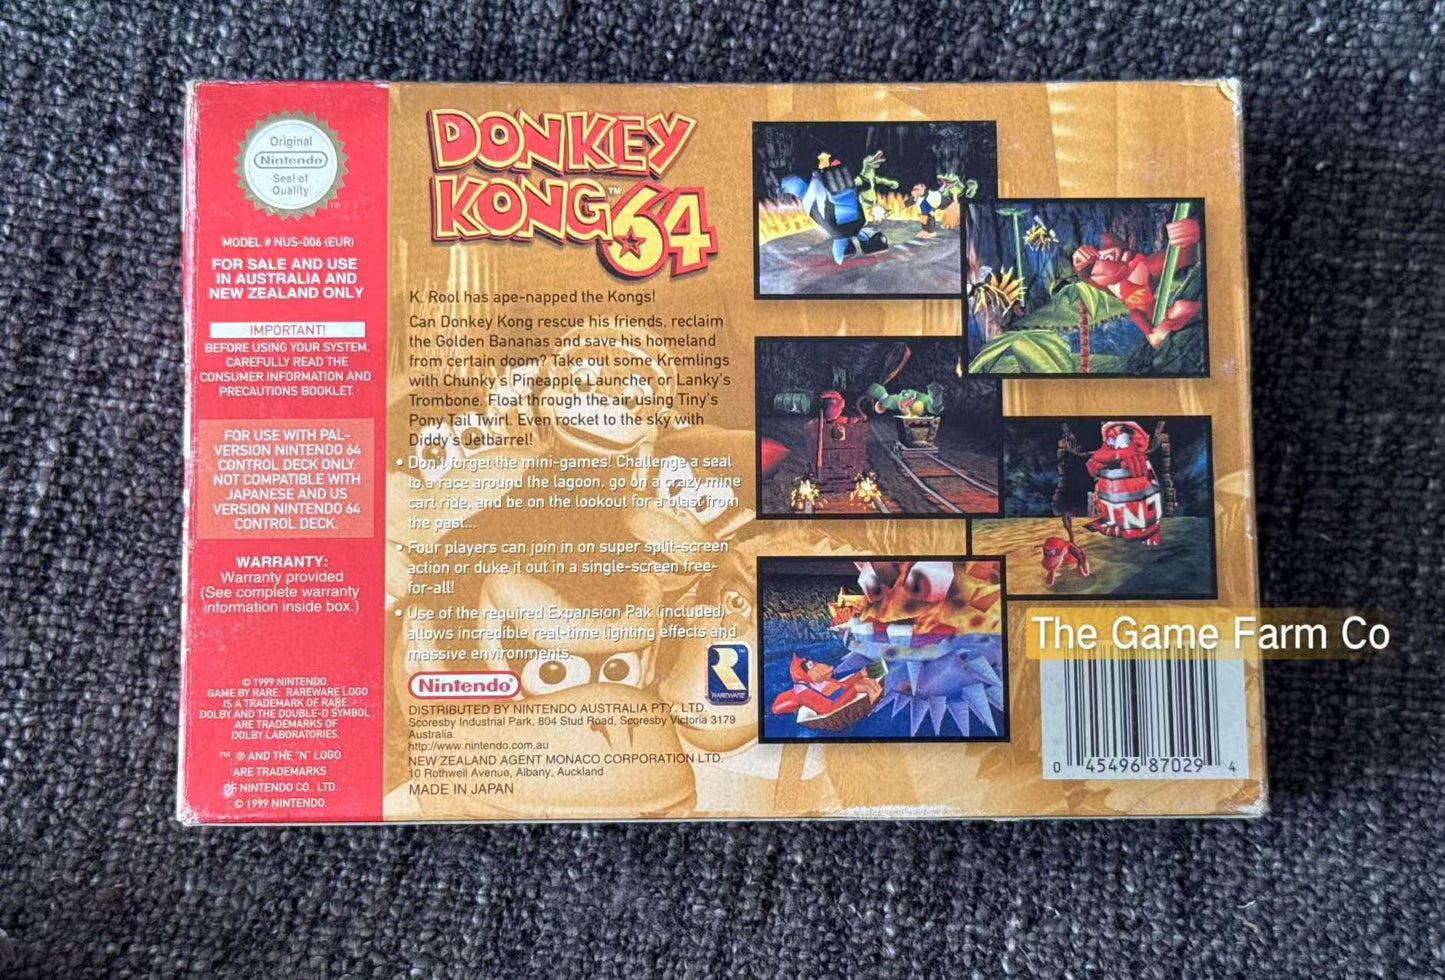 Original
Nintendo
Seal of
Quality
TM
MODEL # NUS-006 (EUR)
FOR SALE AND USE
IN AUSTRALIA AND
NEW ZEALAND ONLY
IMPORTANT!
BEFORE USING YOUR SYSTEM,
CAREFULLY READ THE
CONSUMER INFORMATION AND
PRECAUTIONS BOOKLET.
FOR USE WITH PAL-
VERSION NINTENDO 64
CONTROL DECK ONLY.
NOT COMPATIBLE WITH
JAPANESE AND US
VERSION NINTENDO 64
CONTROL DECK.
WARRANTY:
Warranty provided
(See complete warranty
information inside box.)
© 1999 NINTENDO.
GAME BY RARE. RAREWARE LOGO
IS A TRADEMARK OF RARE.
DOLBY AND THE DOUBLE-D SYMBOL
ARE TRADEMARKS OF
DOLBY LABORATORIES.
TM, ® AND THE "N" LOGO
ARE TRADEMARKS
OF NINTENDO CO., LTD.
© 1999 NINTENDO.
DONKEY
KONG™ 64
K. Rool has ape-napped the Kongs!
Can Donkey Kong rescue his friends, reclaim
the Golden Bananas and save his homeland
from certain doom? Take out some Kremlings
with Chunky's Pineapple Launcher or Lanky's
Trombone. Float through the air using Tiny's
Pony Tail Twirl. Even rocket to the sky with
Diddy's Jetbarrel!
• Don't forget the mini-games! Challenge a seal
to a race around the lagoon, go on a crazy mine
cart ride, and be on the lookout for a blast from
the past...
• Four players can join in on super split-screen
action or duke it out in a single-screen free-
for-all!
• Use of the required Expansion Pak (included)
allows incredible real-time lighting effects and
massive environments.
Nintendo®
RAREWARE
DISTRIBUTED BY NINTENDO AUSTRALIA PTY. LTD.
Scoresby Industrial Park, 804 Stud Road, Scoresby Victoria 3179
Australia
http://www.nintendo.com.au
NEW ZEALAND AGENT MONACO CORPORATION LTD.
10 Rothwell Avenue, Albany, Auckland
MADE IN JAPAN
TNT
The Game Farm Co
0 45496 87029 4